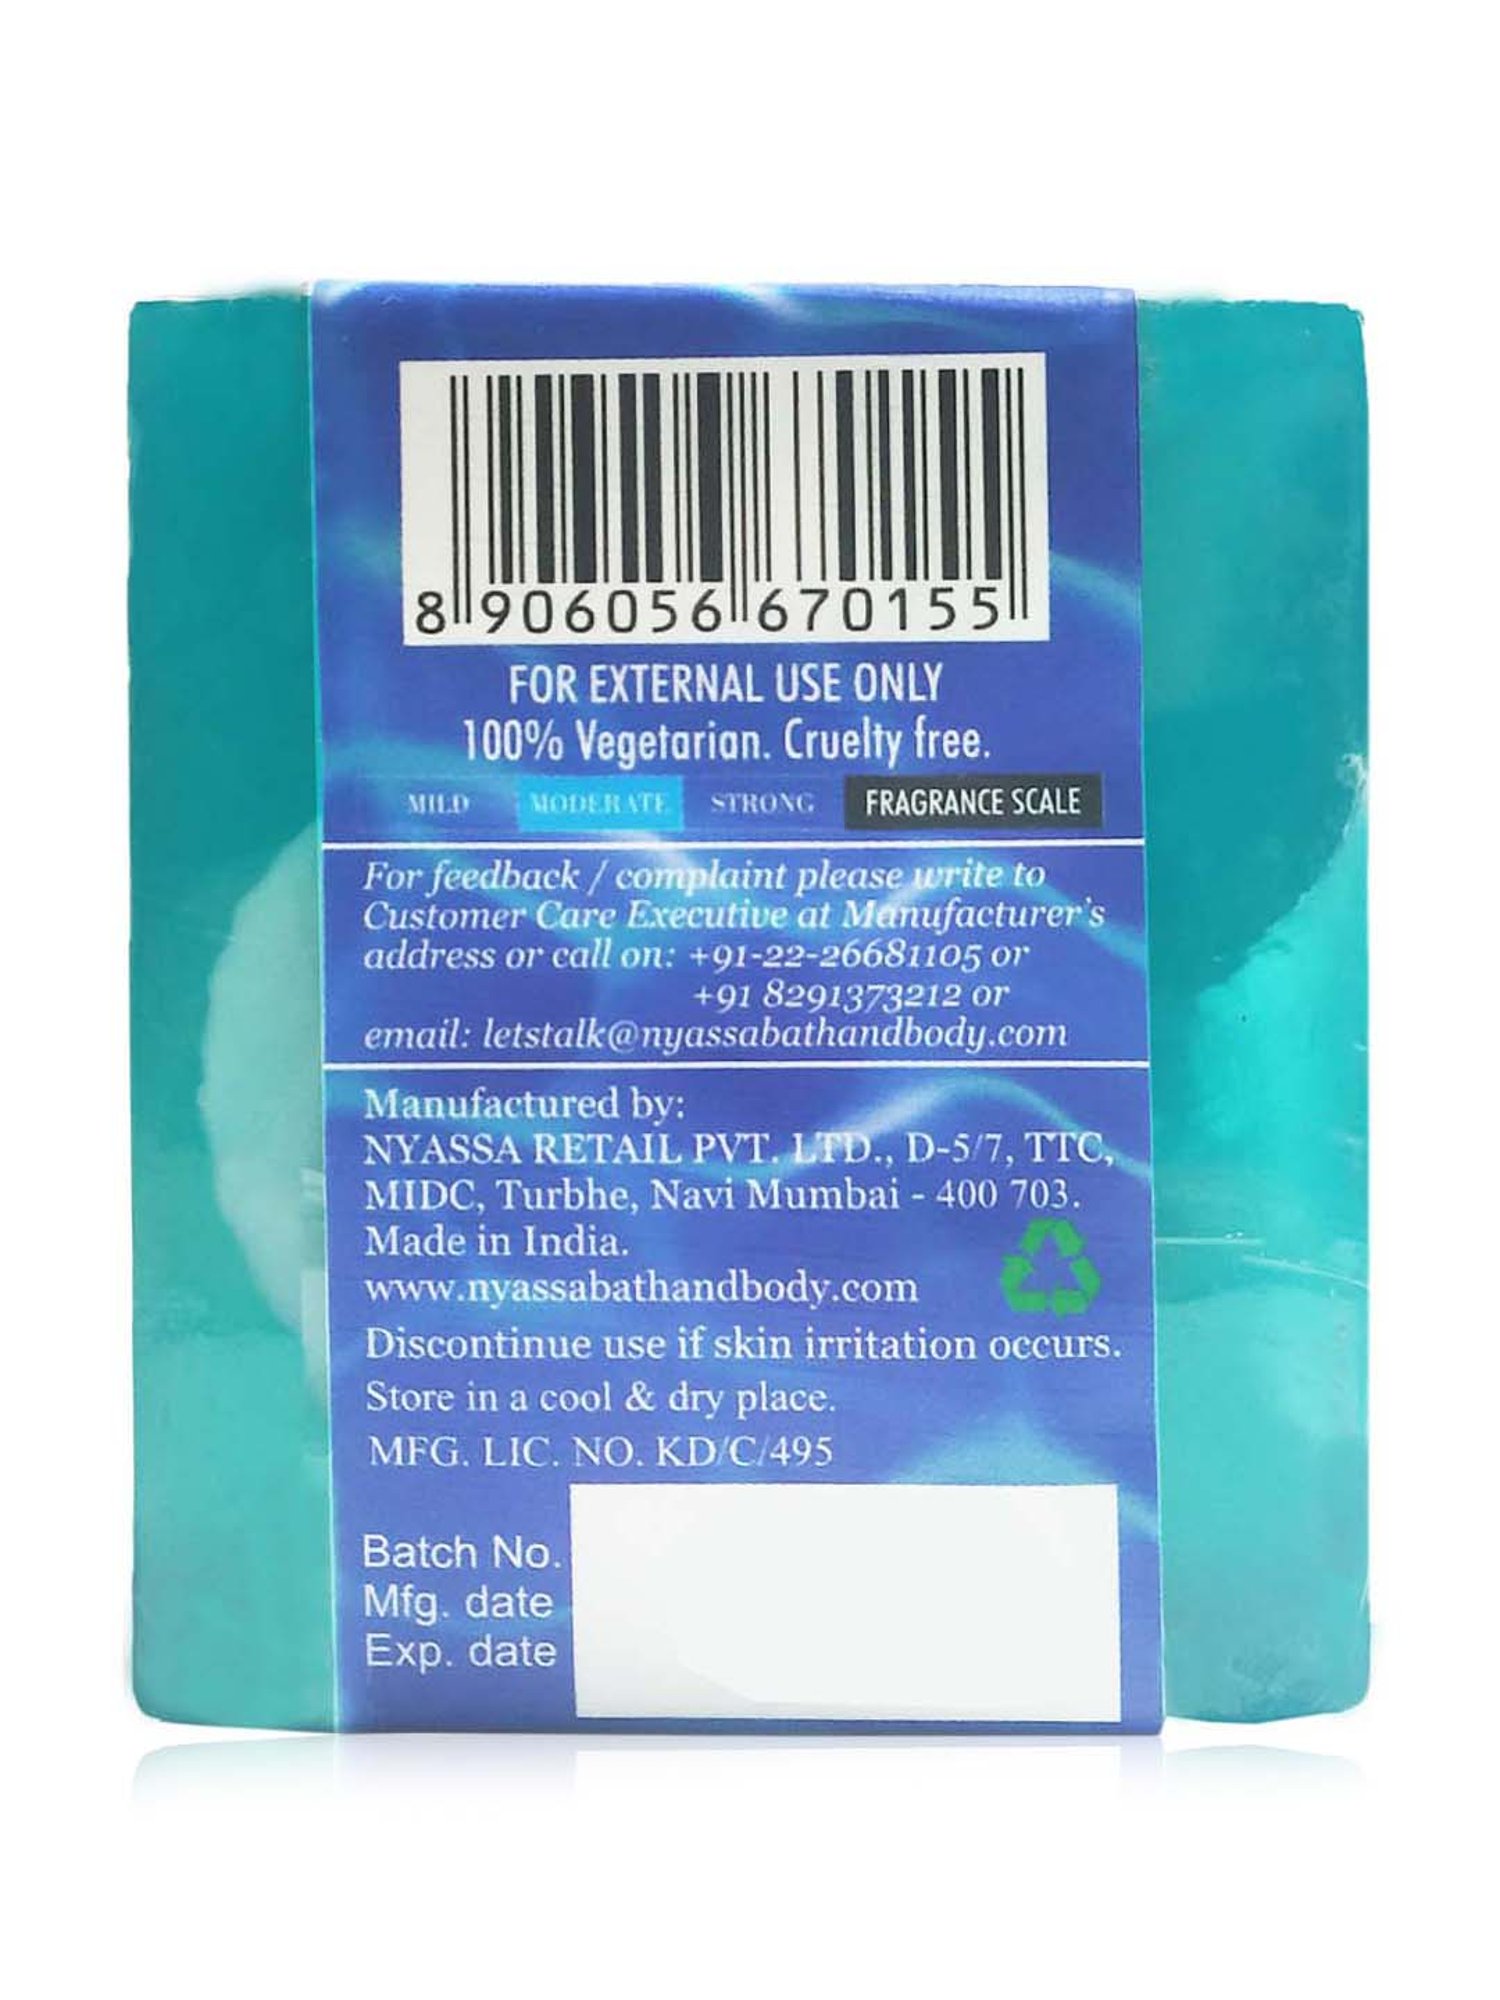 8 906056 670155
FOR EXTERNAL USE ONLY
100% Vegetarian. Cruelty free.
MILD MODERATE STRONG FRAGRANCE SCALE
For feedback / complaint please write to
Customer Care Executive at Manufacturer's
address or call on: +91-22-26681105 or
+91 8291373212 or
email: letstalk@nyassabathandbody.com
Manufactured by:
NYASSA RETAIL PVT. LTD., D-5/7, TTC,
MIDC, Turbhe, Navi Mumbai - 400 703.
Made in India.
www.nyassabathandbody.com
Discontinue use if skin irritation occurs.
Store in a cool & dry place.
MFG. LIC. NO. KD/C/495
Batch No.
Mfg. date
Exp. date